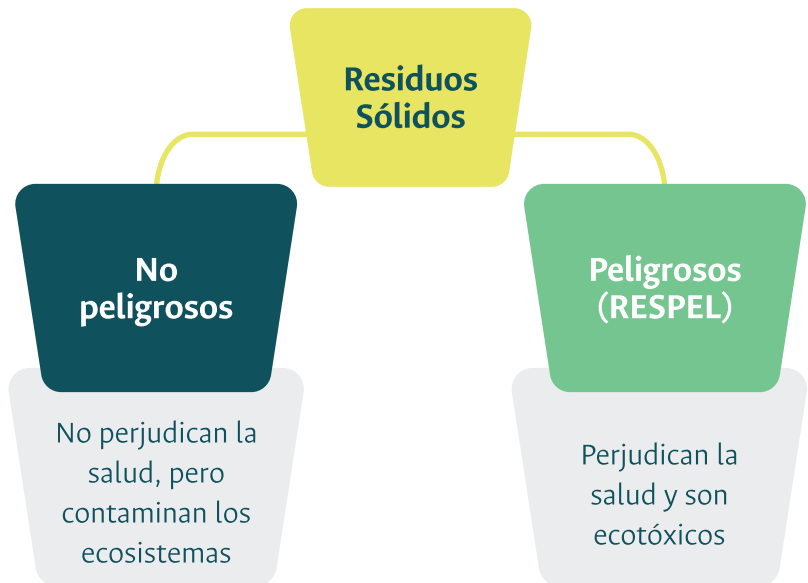 Residuos
Sólidos
No
peligrosos
No perjudican la
salud, pero
contaminan los
ecosistemas
Peligrosos
(RESPEL)
Perjudican la
salud y son
ecotóxicos